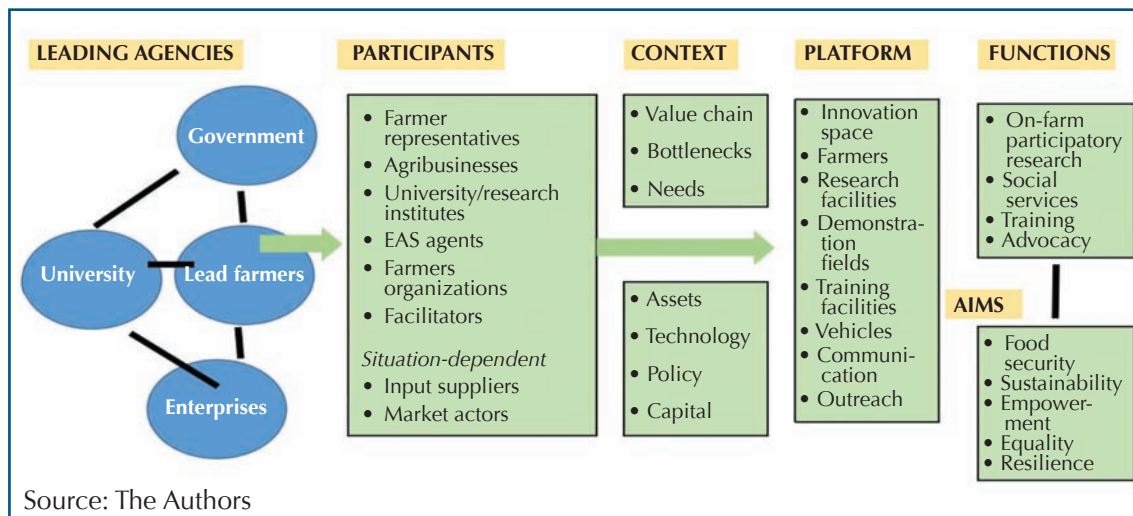 LEADING AGENCIES
Government
University
Lead farmers
Enterprises
PARTICIPANTS
• Farmer
representatives
• Agribusinesses
• University/research
institutes
• EAS agents
• Farmers
organizations
• Facilitators
Situation-dependent
• Input suppliers
• Market actors
CONTEXT
• Value chain
• Bottlenecks
• Needs
• Assets
• Technology
• Policy
• Capital
PLATFORM
• Innovation
space
• Farmers
• Research
facilities
• Demonstra-
tion
fields
• Training
facilities
• Vehicles
• Communi-
cation
• Outreach
FUNCTIONS
• On-farm
participatory
research
• Social
services
• Training
• Advocacy
AIMS
• Food
security
• Sustainability
• Empower-
ment
• Equality
• Resilience
Source: The Authors